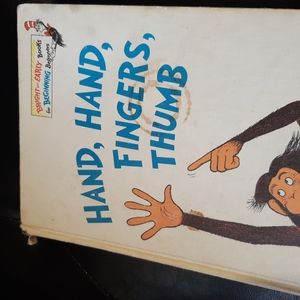 BRIGHT and EARLY BOOKS
for BEGINNING Beginners
HAND, HAND,
FINGERS,
THUMB